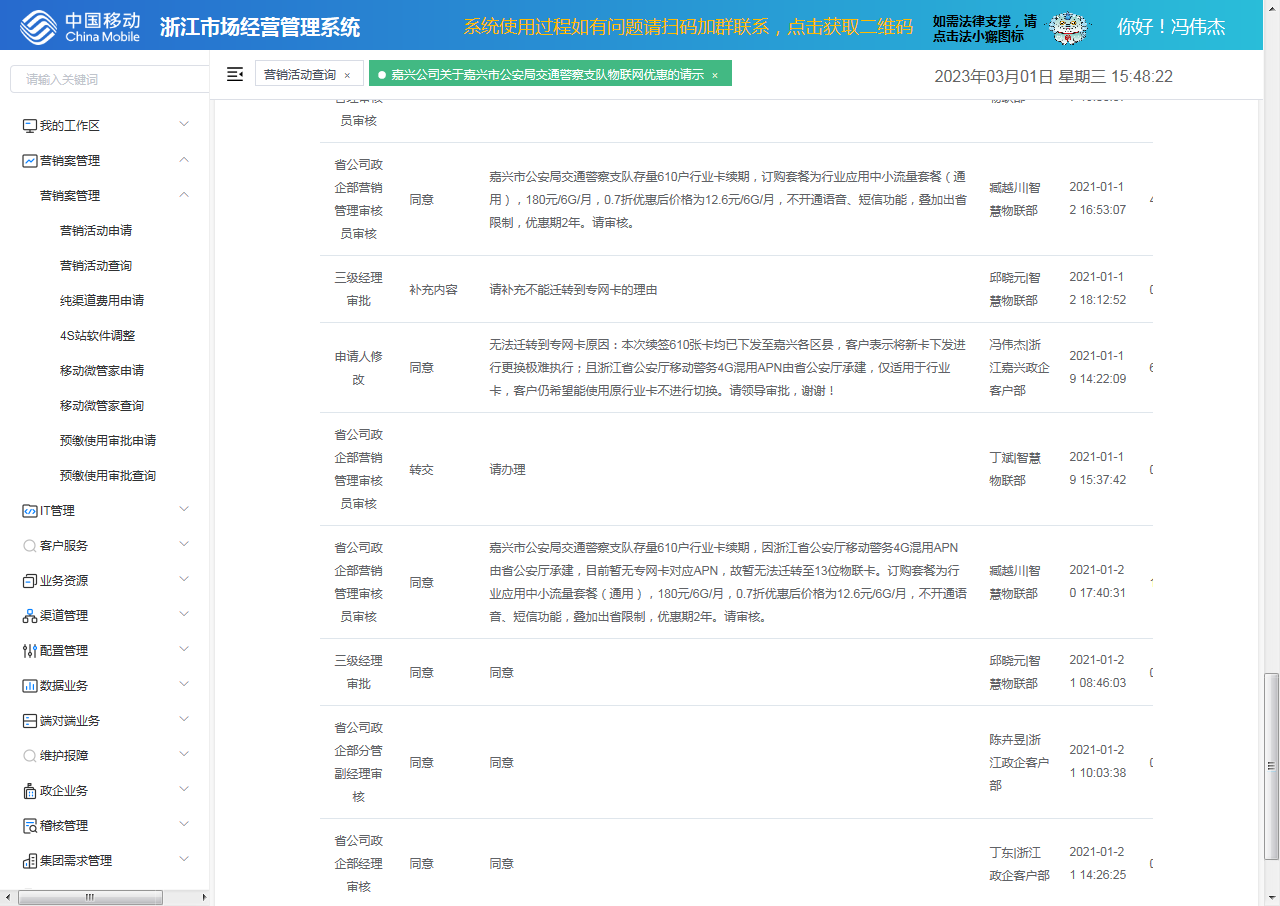 中国移动
China Mobile
浙江市场经营管理系统
系统使用过程如有问题请扫码加群联系，点击获取二维码
如需法律支撑，请
点击法小獬图标
你好！冯伟杰
请输入关键词
营销活动查询 ×
嘉兴公司关于嘉兴市公安局交通警察支队物联网优惠的请示 ×
2023年03月01日 星期三 15:48:22
我的工作区
营销案管理
营销案管理
营销活动申请
营销活动查询
纯渠道费用申请
4S站软件调整
移动微管家申请
移动微管家查询
预缴使用审批申请
预缴使用审批查询
IT管理
客户服务
业务资源
渠道管理
配置管理
数据业务
端对端业务
维护报障
政企业务
稽核管理
集团需求管理
员审核
省公司政
企部营销
管理审核
员审核
同意
嘉兴市公安局交通警察支队存量610户行业卡续期，订购套餐为行业应用中小流量套餐（通
用），180元/6G/月，0.7折优惠后价格为12.6元/6G/月，不开通语音、短信功能，叠加出省
限制，优惠期2年。请审核。
臧越川|智
慧物联部
2021-01-1
2 16:53:07
三级经理
审批
补充内容
请补充不能迁转到专网卡的理由
邱晓元|智
慧物联部
2021-01-1
2 18:12:52
申请人修
改
同意
无法迁转到专网卡原因：本次续签610张卡均已下发至嘉兴各区县，客户表示将新卡下发进
行更换极难执行；且浙江省公安厅移动警务4G混用APN由省公安厅承建，仅适用于行业
卡，客户仍希望能使用原行业卡不进行切换。请领导审批，谢谢！
冯伟杰|浙
江嘉兴政企
客户部
2021-01-1
9 14:22:09
省公司政
企部营销
管理审核
员审核
转交
请办理
丁斌|智慧
物联部
2021-01-1
9 15:37:42
省公司政
企部营销
管理审核
员审核
同意
嘉兴市公安局交通警察支队存量610户行业卡续期，因浙江省公安厅移动警务4G混用APN
由省公安厅承建，目前暂无专网卡对应APN，故暂无法迁转至13位物联卡。订购套餐为行
业应用中小流量套餐（通用），180元/6G/月，0.7折优惠后价格为12.6元/6G/月，不开通语
音、短信功能，叠加出省限制，优惠期2年。请审核。
臧越川|智
慧物联部
2021-01-2
0 17:40:31
三级经理
审批
同意
同意
邱晓元|智
慧物联部
2021-01-2
1 08:46:03
省公司政
企部分管
副经理审
核
同意
同意
陈卉昱|浙
江政企客户
部
2021-01-2
1 10:03:38
省公司政
企部经理
审核
同意
同意
丁东|浙江
政企客户部
2021-01-2
1 14:26:25